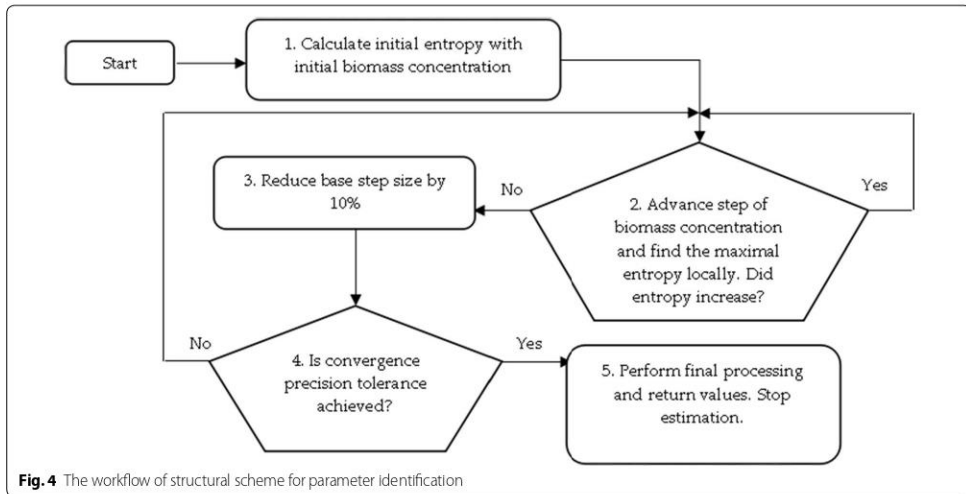 Start
1. Calculate initial entropy with
initial biomass concentration
3. Reduce base step size by
10%
No
Yes
2. Advance step of
biomass concentration
and find the maximal
entropy locally. Did
entropy increase?
No
Yes
4. Is convergence
precision tolerance
achieved?
5. Perform final processing
and return values. Stop
estimation.
Fig. 4 The workflow of structural scheme for parameter identification